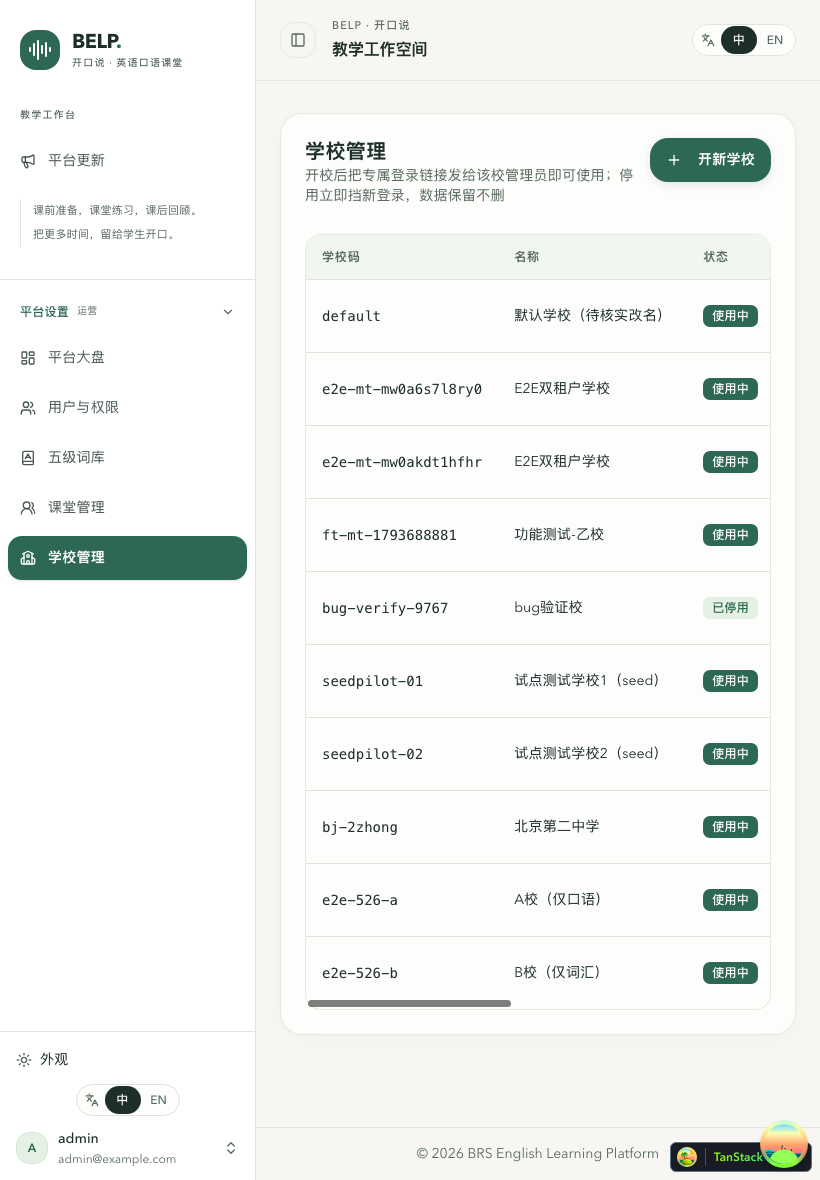 BELP.
开口说 · 英语口语课堂
教学工作台
平台更新
课前准备，课堂练习，课后回顾。
把更多时间，留给学生开口。
平台设置 运营
平台大盘
用户与权限
五级词库
课堂管理
学校管理
外观
中 EN
A
admin
admin@example.com
BELP · 开口说
教学工作空间
中 EN
学校管理
开校后把专属登录链接发给该校管理员即可使用；停
用立即挡新登录，数据保留不删
开新学校
学校码 名称 状态
default 默认学校（待核实改名） 使用中
e2e-mt-mw0a6s7l8ry0 E2E双租户学校 使用中
e2e-mt-mw0akdt1hfhr E2E双租户学校 使用中
ft-mt-1793688881 功能测试-乙校 使用中
bug-verify-9767 bug验证校 已停用
seedpilot-01 试点测试学校1（seed） 使用中
seedpilot-02 试点测试学校2（seed） 使用中
bj-2zhong 北京第二中学 使用中
e2e-526-a A校（仅口语） 使用中
e2e-526-b B校（仅词汇） 使用中
© 2026 BRS English Learning Platform
TanStack